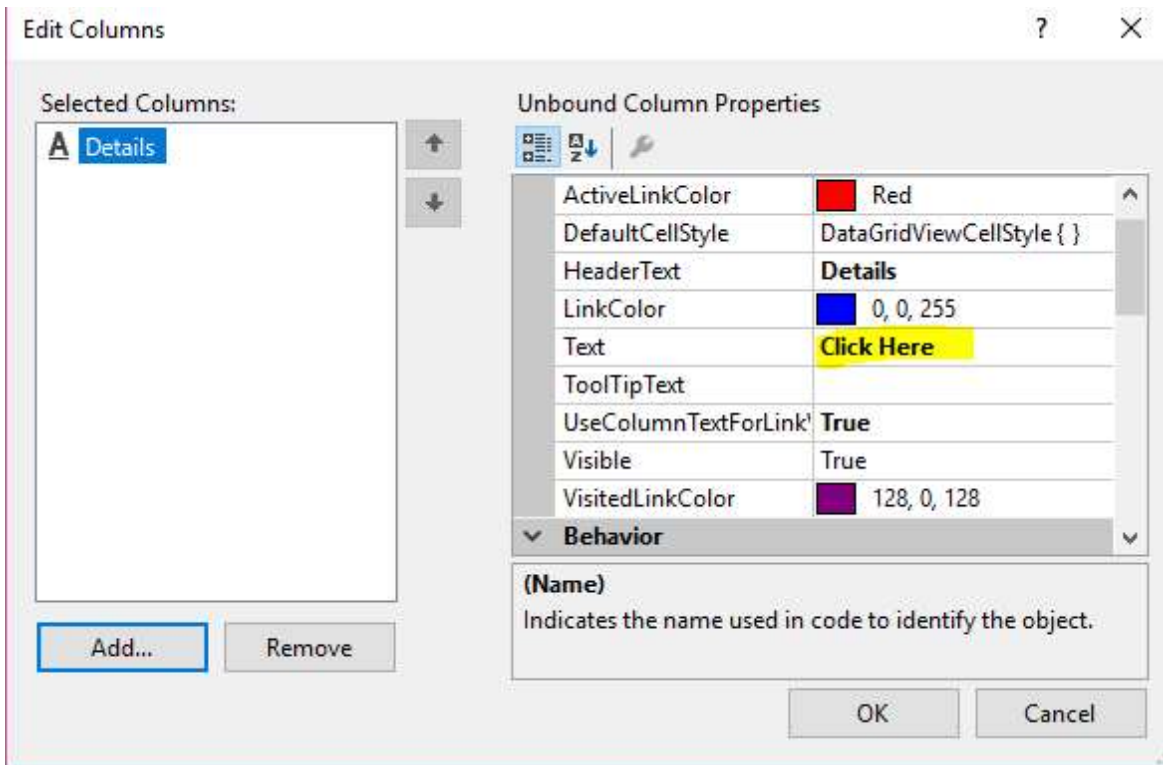 Edit Columns ?
Selected Columns:
A Details
Add... Remove
Unbound Column Properties
ActiveLinkColor Red
DefaultCellStyle DataGridViewCellStyle { }
HeaderText Details
LinkColor 0, 0, 255
Text Click Here
ToolTipText
UseColumnTextForLink True
Visible True
VisitedLinkColor 128, 0, 128
Behavior
(Name)
Indicates the name used in code to identify the object.
OK Cancel